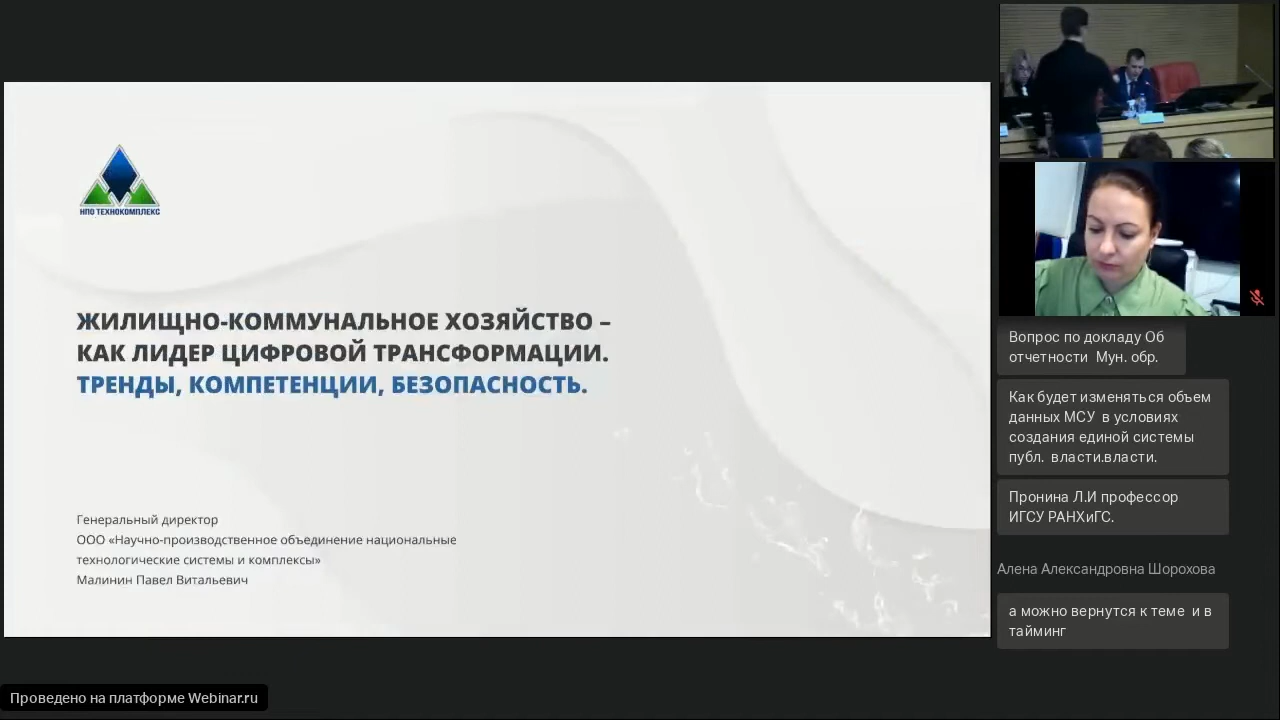 НПО ТЕХНОКОМПЛЕКС
ЖИЛИЩНО-КОММУНАЛЬНОЕ ХОЗЯЙСТВО –
КАК ЛИДЕР ЦИФРОВОЙ ТРАНСФОРМАЦИИ.
ТРЕНДЫ, КОМПЕТЕНЦИИ, БЕЗОПАСНОСТЬ.
Генеральный директор
ООО «Научно-производственное объединение национальные
технологические системы и комплексы»
Малинин Павел Витальевич
Вопрос по докладу Об
отчетности Мун. обр.
Как будет изменяться объем
данных МСУ в условиях
создания единой системы
публ. власти.власти.
Пронина Л.И профессор
ИГСУ РАНХиГС.
Алена Александровна Шорохова
а можно вернутся к теме и в
тайминг
Проведено на платформе Webinar.ru